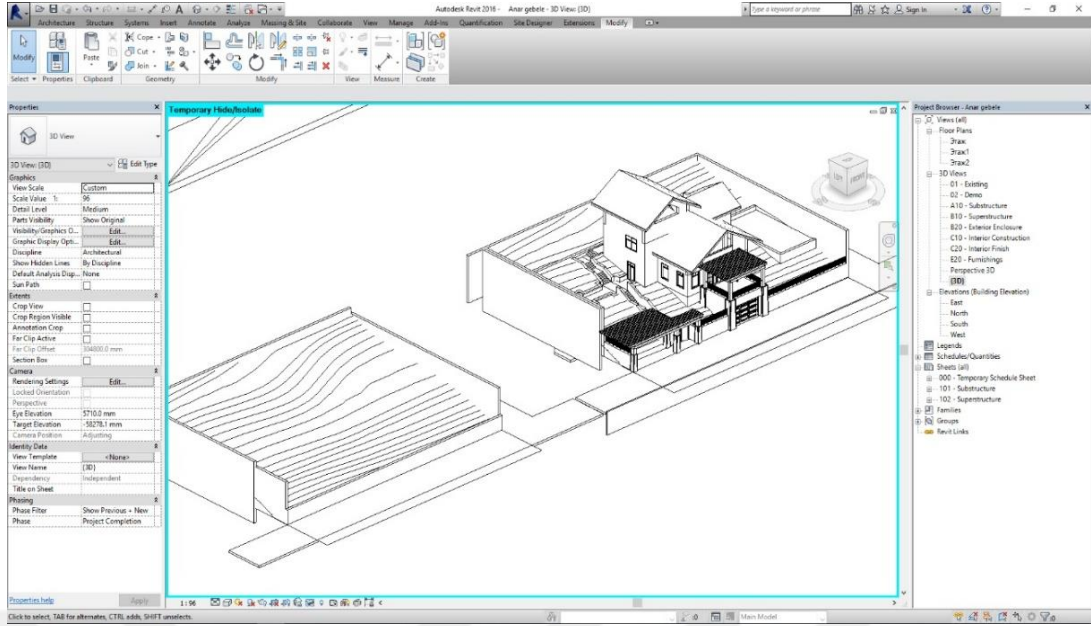 Autodesk Revit 2016 - Anar gebele - 3D View: {3D}
Type a keyword or phrase
Sign In
Architecture Structure Systems Insert Annotate Analyze Massing & Site Collaborate View Manage Add-Ins Quantification Site Designer Extensions Modify
Modify
Paste
Cope
Cut
Join
Select Properties Clipboard Geometry Modify View Measure Create
Properties
3D View
3D View: {3D} Edit Type
Graphics
View Scale Custom
Scale Value 1: 96
Detail Level Medium
Parts Visibility Show Original
Visibility/Graphics O... Edit...
Graphic Display Opti... Edit...
Discipline Architectural
Show Hidden Lines By Discipline
Default Analysis Disp... None
Sun Path
Extents
Crop View
Crop Region Visible
Annotation Crop
Far Clip Active
Far Clip Offset 304800.0 mm
Section Box
Camera
Rendering Settings Edit...
Locked Orientation
Perspective
Eye Elevation 5710.0 mm
Target Elevation -58278.1 mm
Camera Position Adjusting
Identity Data
View Template <None>
View Name {3D}
Dependency Independent
Title on Sheet
Phasing
Phase Filter Show Previous + New
Phase Project Completion
Properties help Apply
Temporary Hide/Isolate
FRONT
1 : 96
Project Browser - Anar gebele
Views (all)
Floor Plans
Этаж
Этаж1
Этаж2
3D Views
01 - Existing
02 - Demo
A10 - Substructure
B10 - Superstructure
B20 - Exterior Enclosure
C10 - Interior Construction
C20 - Interior Finish
E20 - Furnishings
Perspective 3D
{3D}
Elevations (Building Elevation)
East
North
South
West
Legends
Schedules/Quantities
Sheets (all)
000 - Temporary Schedule Sheet
101 - Substructure
102 - Superstructure
Families
Groups
Revit Links
Click to select, TAB for alternates, CTRL adds, SHIFT unselects.
:0
Main Model
:0